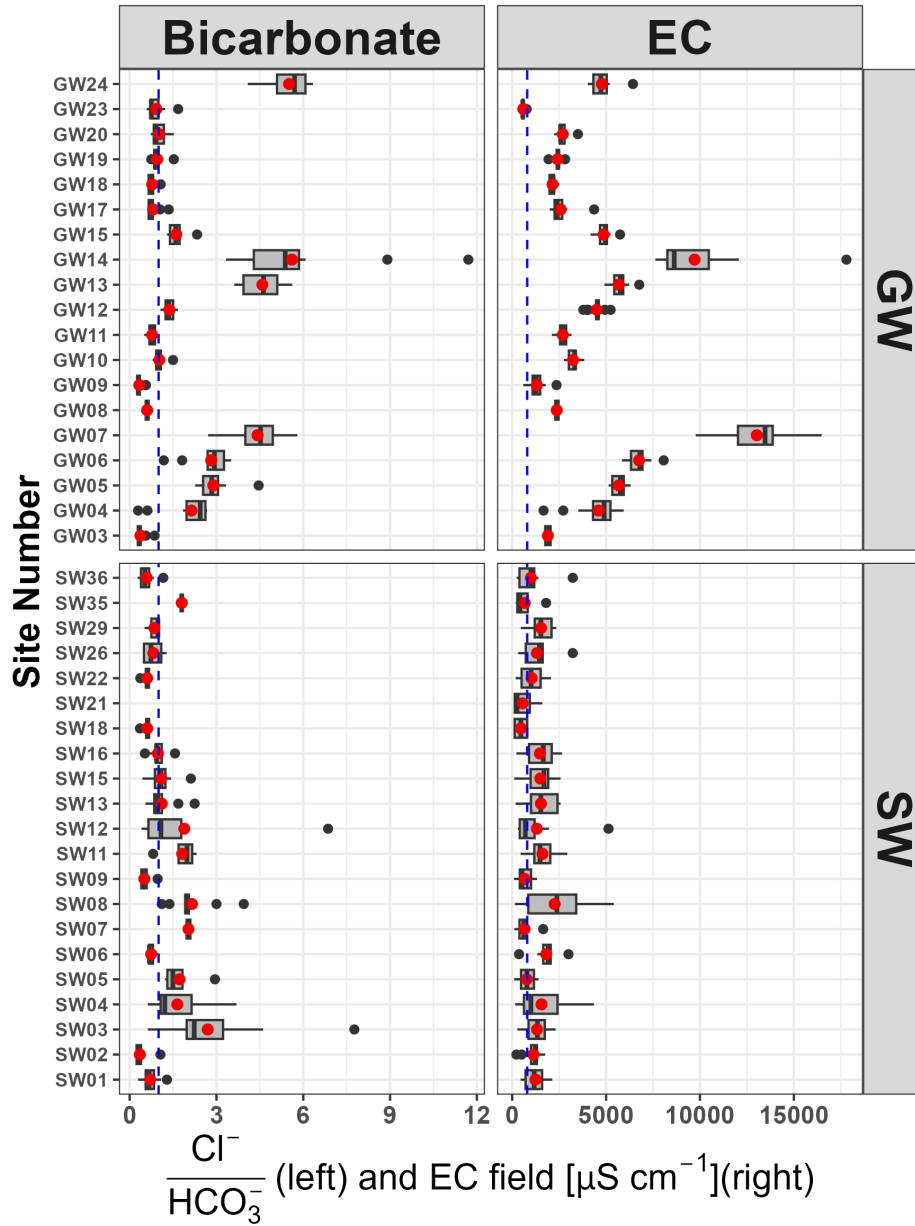 Bicarbonate EC
GW24
GW23
GW20
GW19
GW18
GW17
GW15
GW14
GW13
GW12
GW11
GW10
GW09
GW08
GW07
GW06
GW05
GW04
GW03
GW
SW36
SW35
SW29
SW26
SW22
SW21
SW18
SW16
SW15
SW13
SW12
SW11
SW09
SW08
SW07
SW06
SW05
SW04
SW03
SW02
SW01
SW
Site Number
0 3 6 9 12 0 5000 10000 15000
Cl⁻
HCO₃⁻ (left) and EC field [μS cm⁻¹](right)